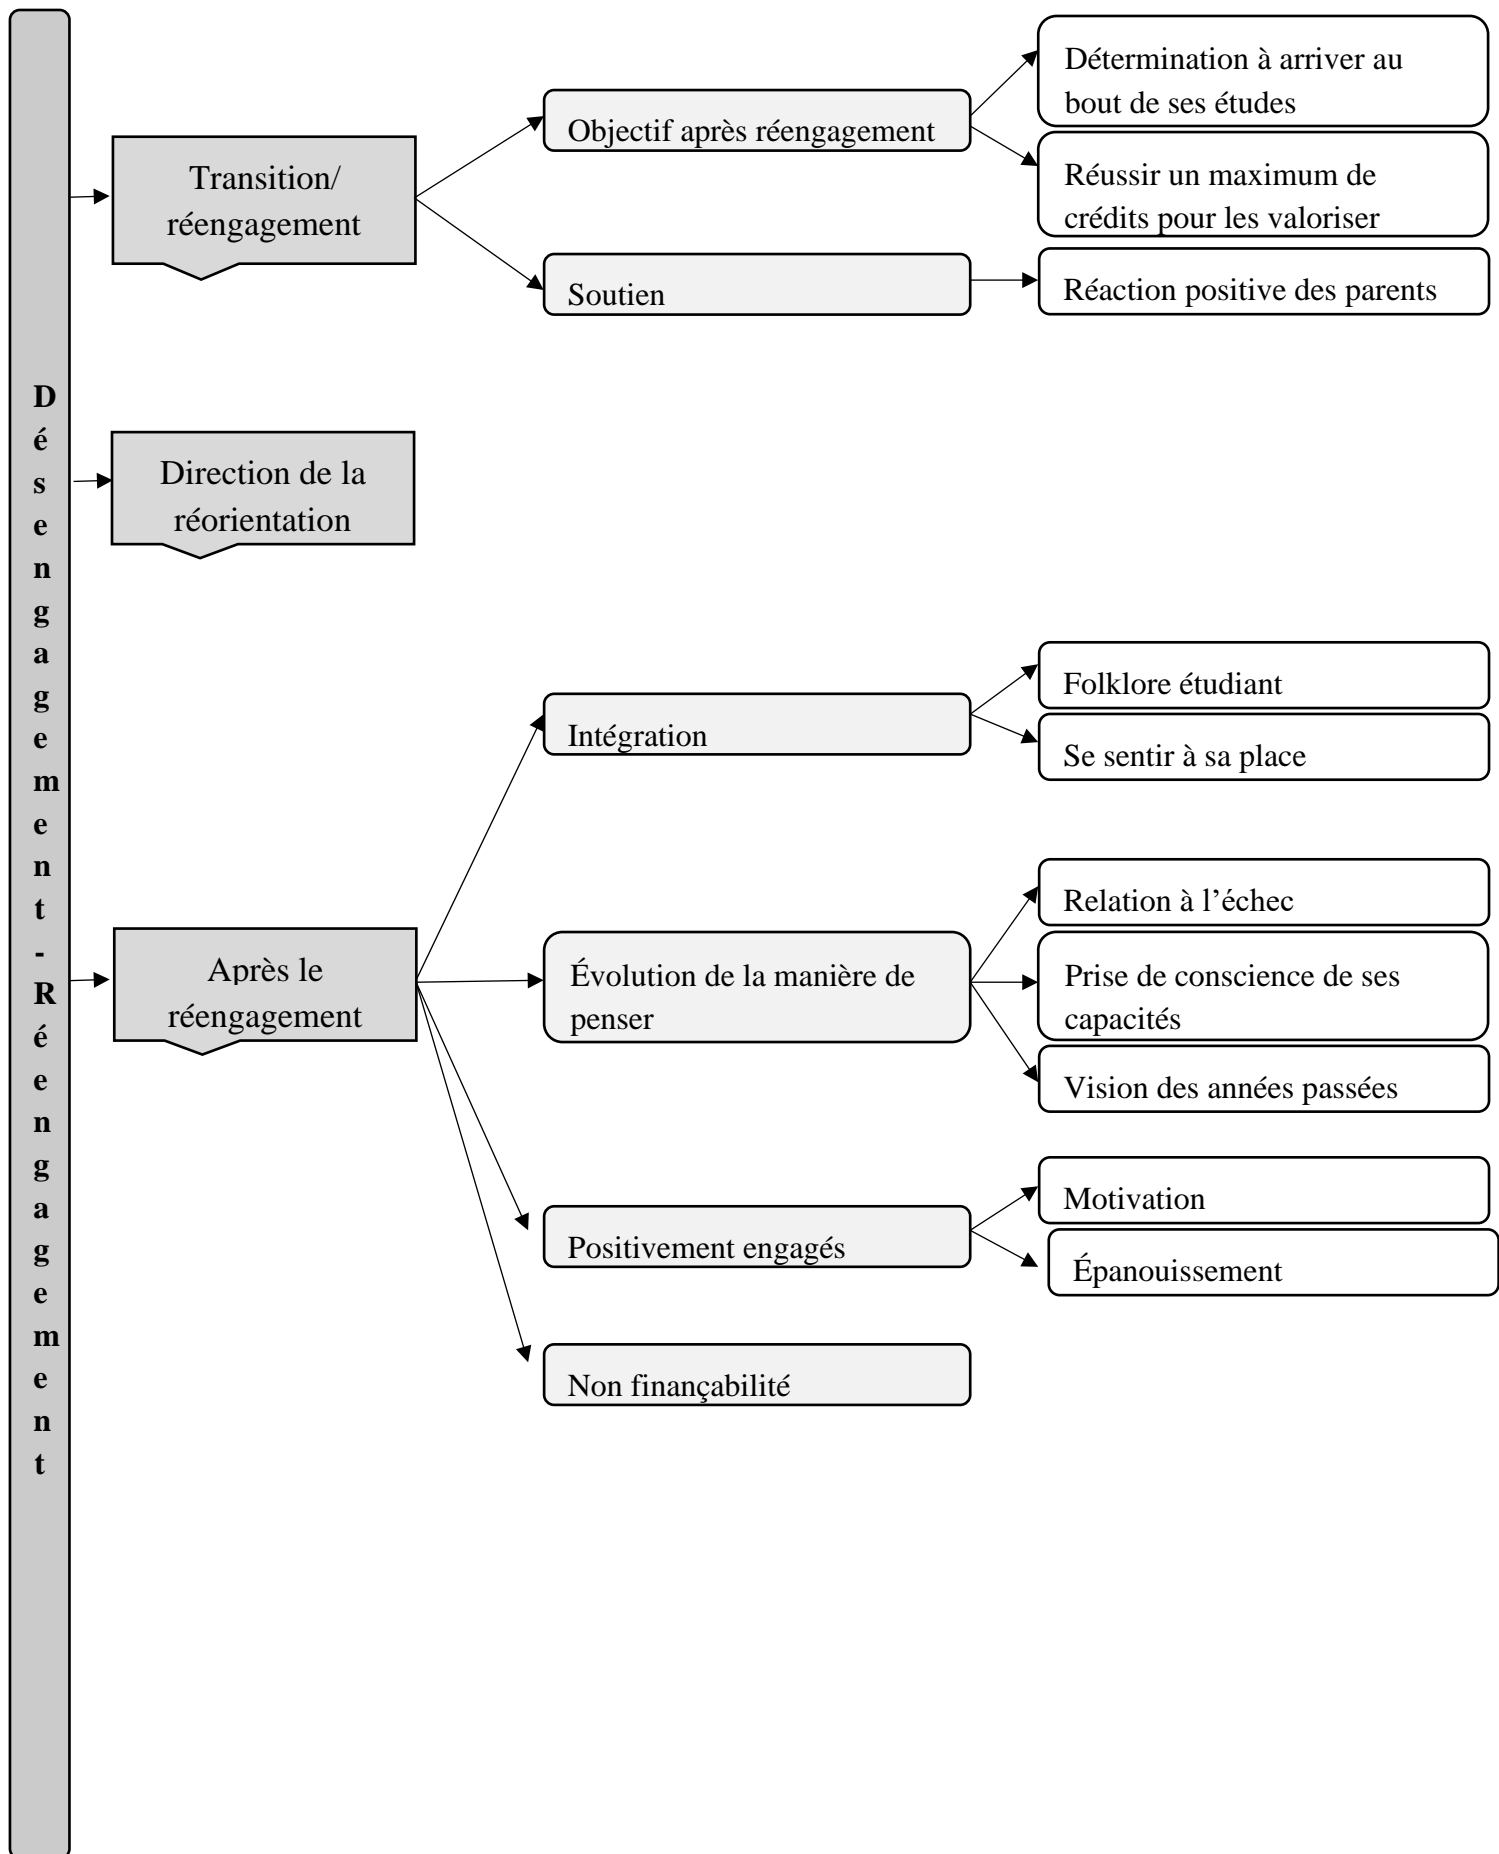 Désengagement-Réengagement
Transition/
réengagement
Objectif après réengagement
Détermination à arriver au
bout de ses études
Réussir un maximum de
crédits pour les valoriser
Soutien
Réaction positive des parents
Direction de la
réorientation
Après le
réengagement
Intégration
Folklore étudiant
Se sentir à sa place
Évolution de la manière de
penser
Relation à l’échec
Prise de conscience de ses
capacités
Vision des années passées
Positivement engagés
Motivation
Épanouissement
Non finançabilité